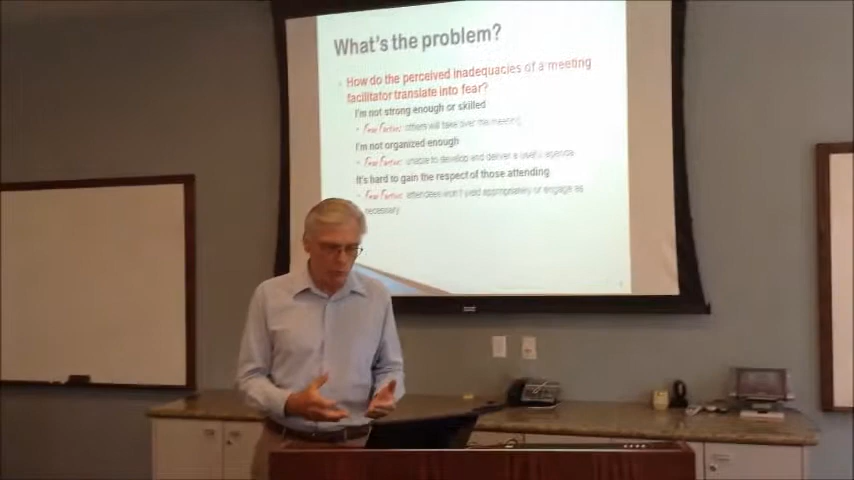 What's the problem?
How do the perceived inadequacies of a meeting
facilitator translate into fear?
I'm not strong enough or skilled
Fear Factor: others will take over the meeting
I'm not organized enough
Fear Factor: unable to develop and deliver a useful agenda
It's hard to gain the respect of those attending
Fear Factor: attendees won't yield appropriately or engage as
necessary